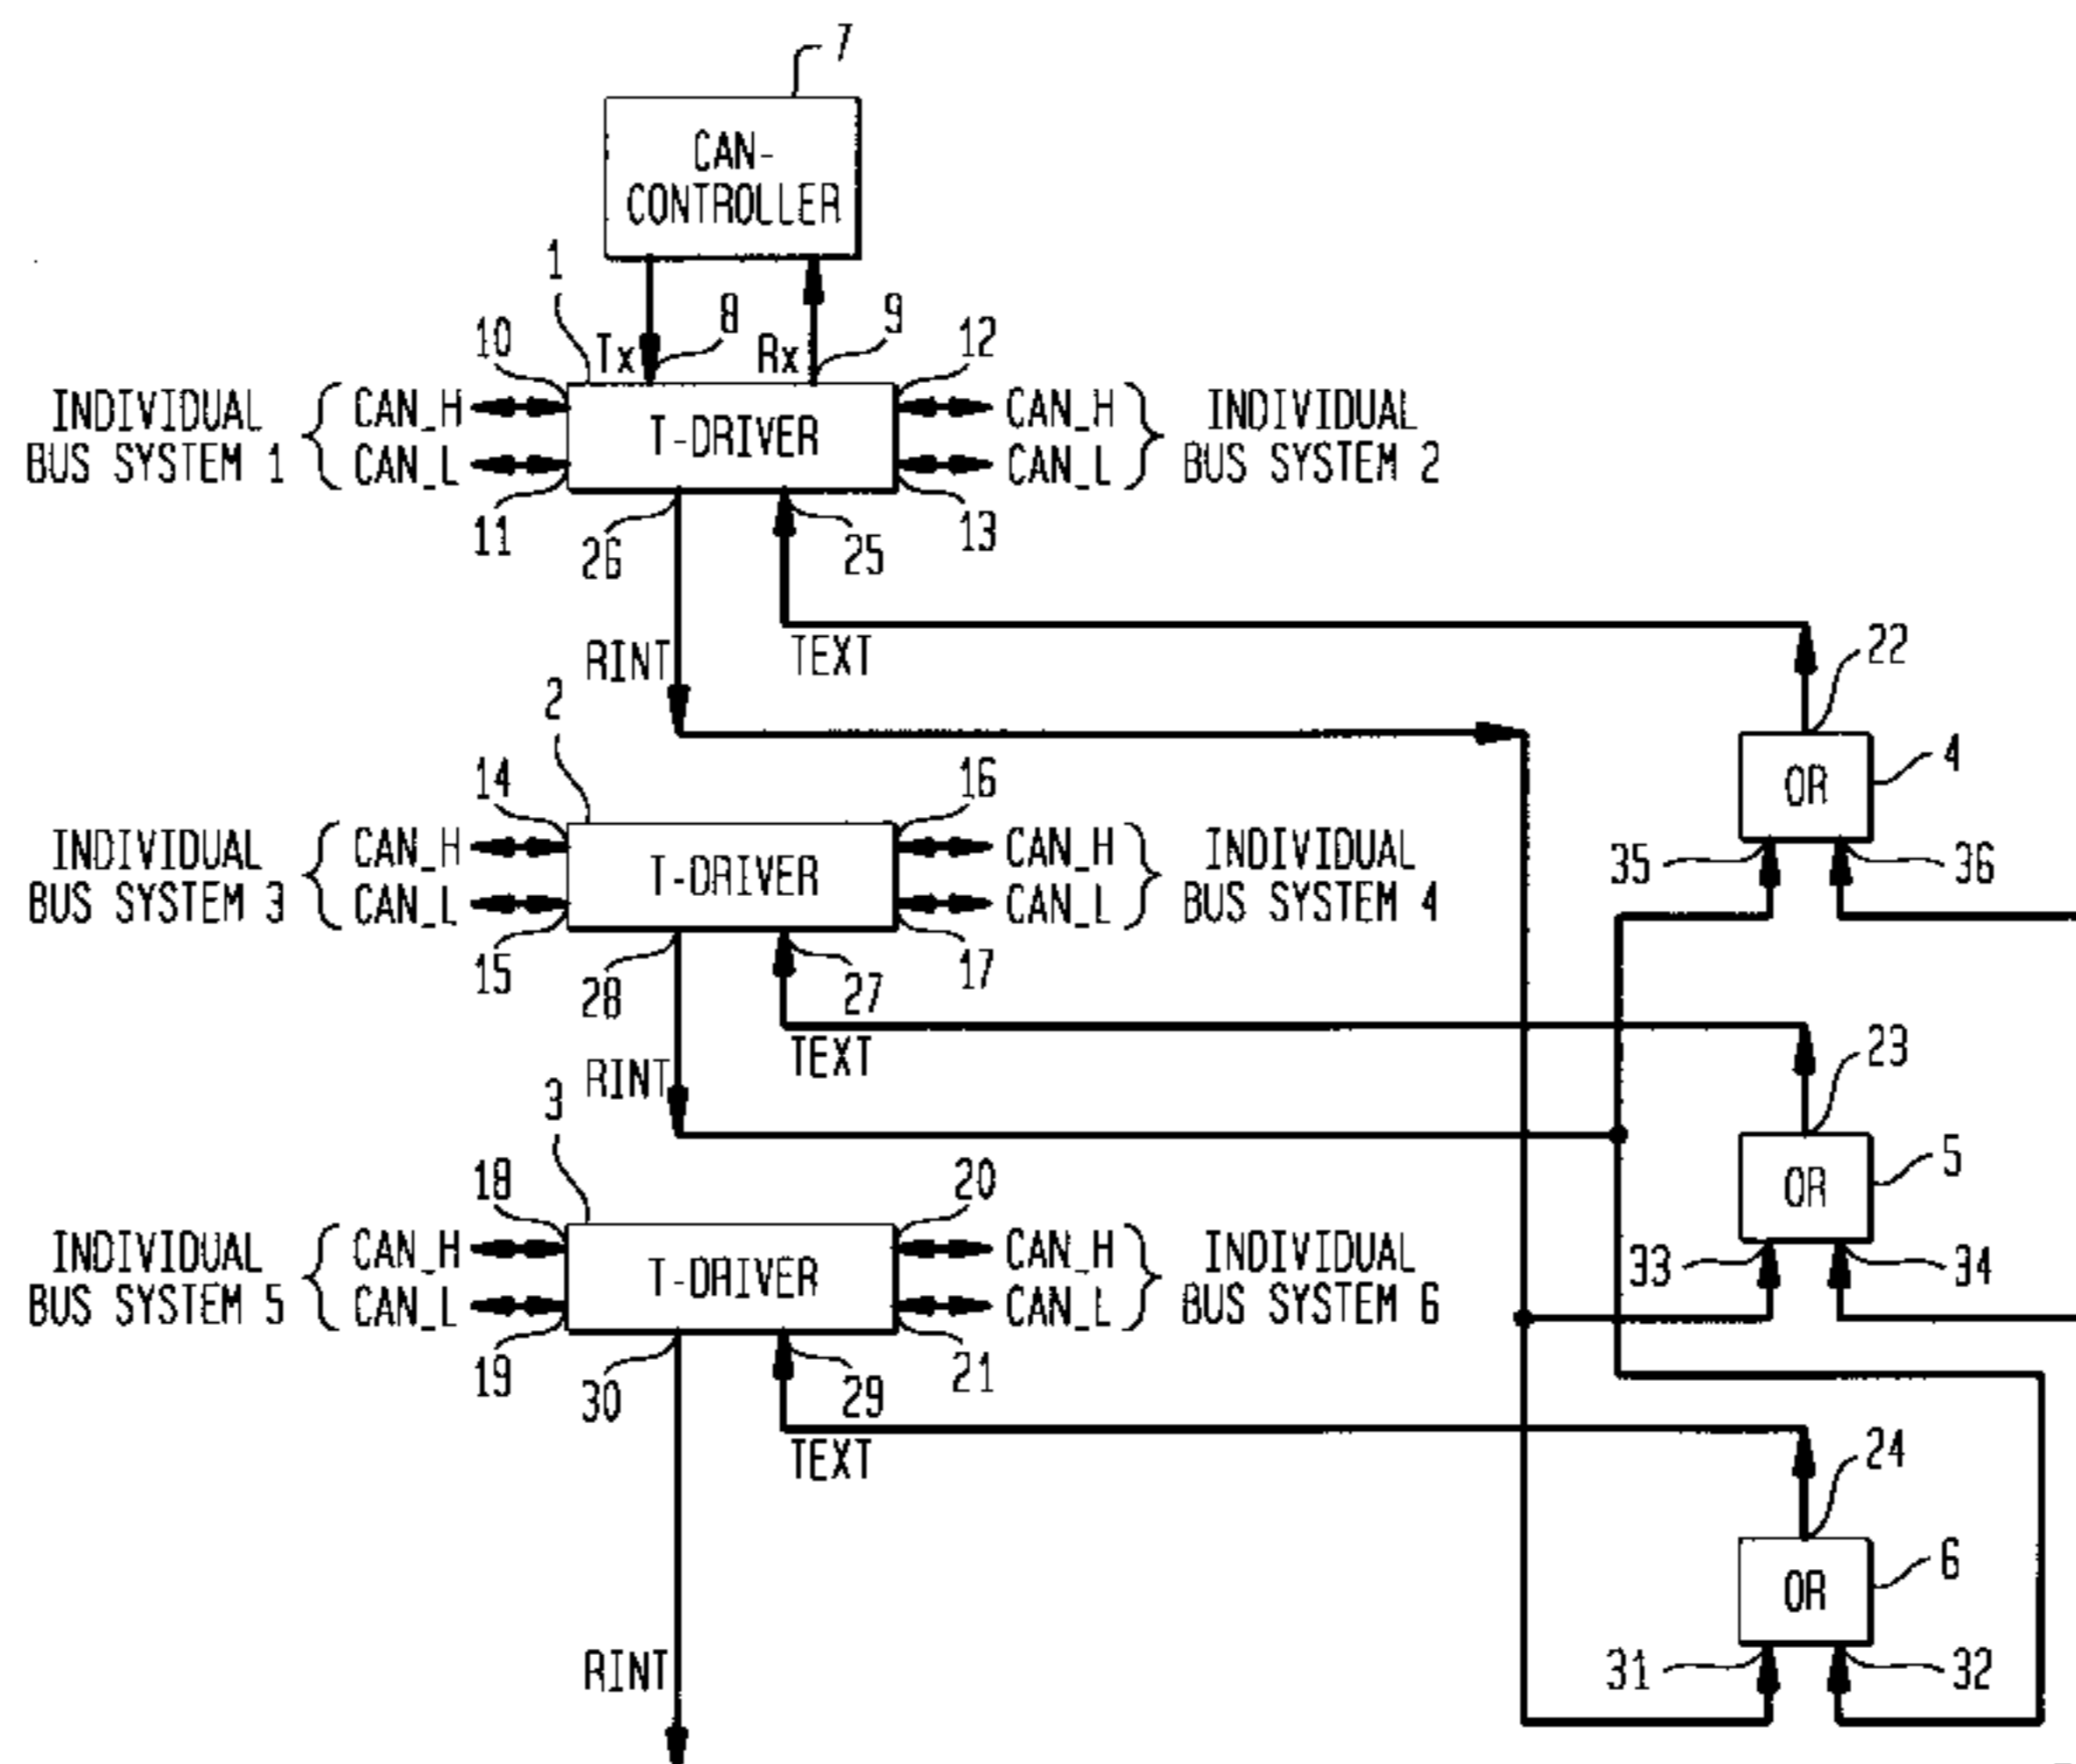 7
CAN-
CONTROLLER
1
8
9
10
Tx
Rx
12
INDIVIDUAL
BUS SYSTEM 1
CAN_H
CAN_L
T-DRIVER
CAN_H
CAN_L
INDIVIDUAL
BUS SYSTEM 2
11
26
25
13
RINT
TEXT
22
2
4
OR
14
16
35
36
INDIVIDUAL
BUS SYSTEM 3
CAN_H
CAN_L
T-DRIVER
CAN_H
CAN_L
INDIVIDUAL
BUS SYSTEM 4
15
28
27
17
RINT
TEXT
23
3
5
OR
18
20
33
34
INDIVIDUAL
BUS SYSTEM 5
CAN_H
CAN_L
T-DRIVER
CAN_H
CAN_L
INDIVIDUAL
BUS SYSTEM 6
19
30
29
21
TEXT
24
6
OR
RINT
31
32